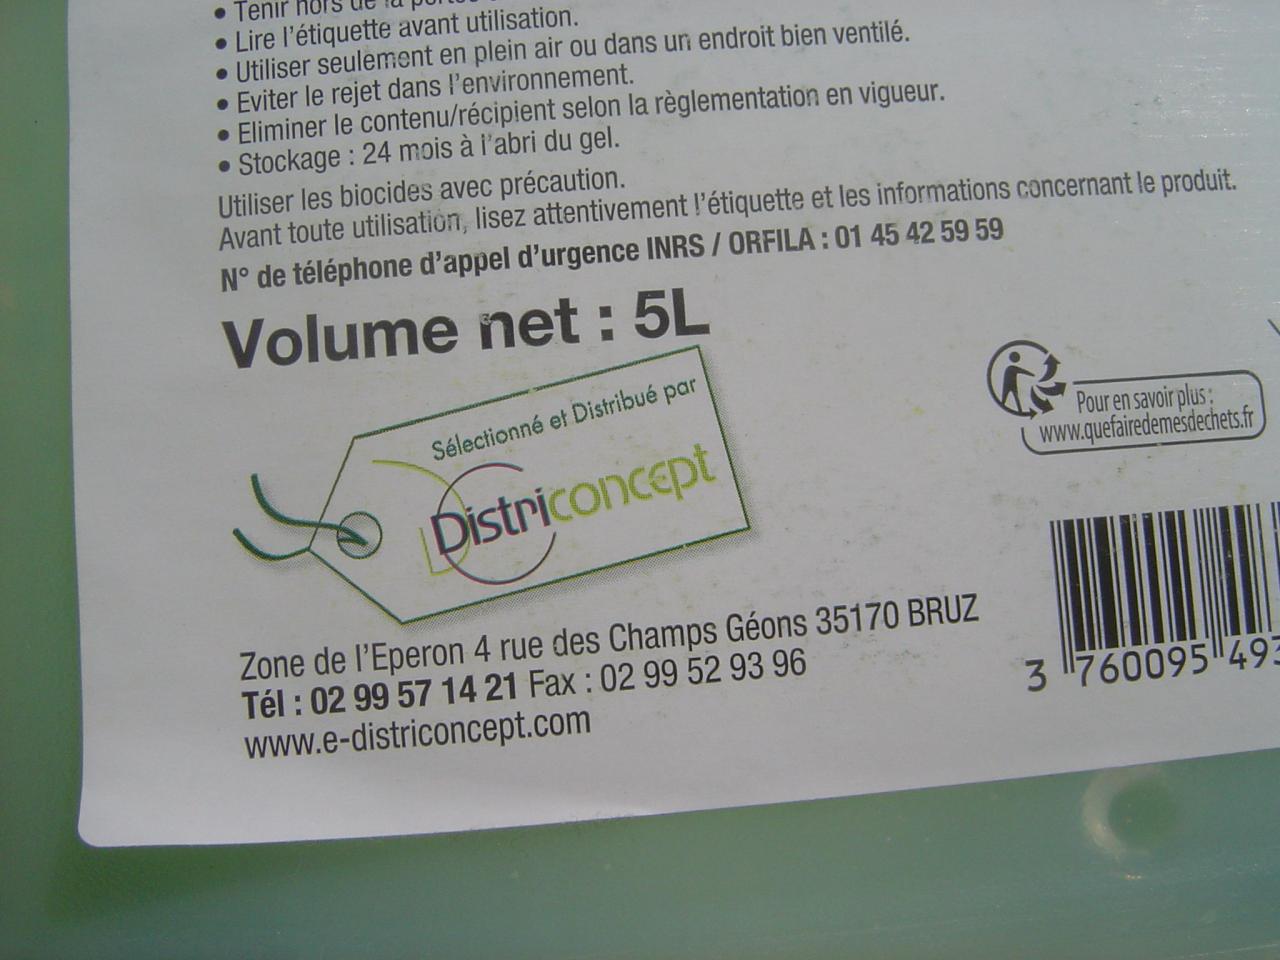 • Tenir hors de la
• Lire l'étiquette avant utilisation.
• Utiliser seulement en plein air ou dans un endroit bien ventilé.
• Eviter le rejet dans l'environnement.
• Eliminer le contenu/récipient selon la règlementation en vigueur.
• Stockage : 24 mois à l'abri du gel.
Utiliser les biocides avec précaution.
Avant toute utilisation, lisez attentivement l'étiquette et les informations concernant le produit.
N° de téléphone d'appel d'urgence INRS / ORFILA : 01 45 42 59 59
Volume net : 5L
Sélectionné et Distribué par
Districoncept
Pour en savoir plus :
www.quefairedemesdechets.fr
Zone de l'Eperon 4 rue des Champs Géons 35170 BRUZ
Tél : 02 99 57 14 21 Fax : 02 99 52 93 96
www.e-districoncept.com
3 760095 493